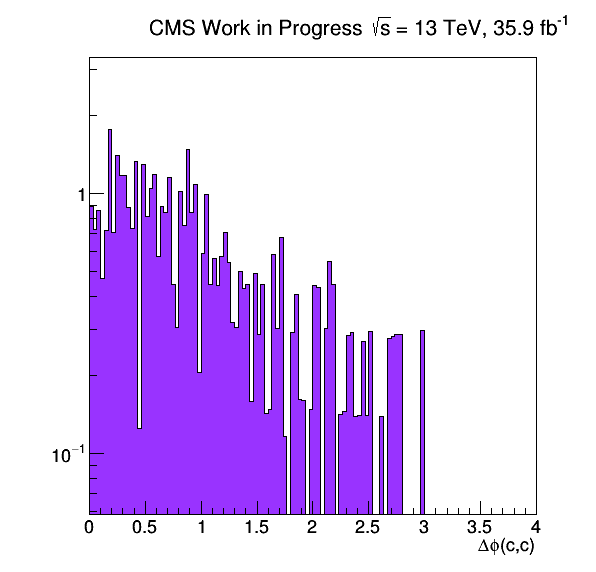 CMS Work in Progress √s = 13 TeV, 35.9 fb⁻¹
1
10⁻¹
0 0.5 1 1.5 2 2.5 3 3.5 4
Δϕ(c,c)